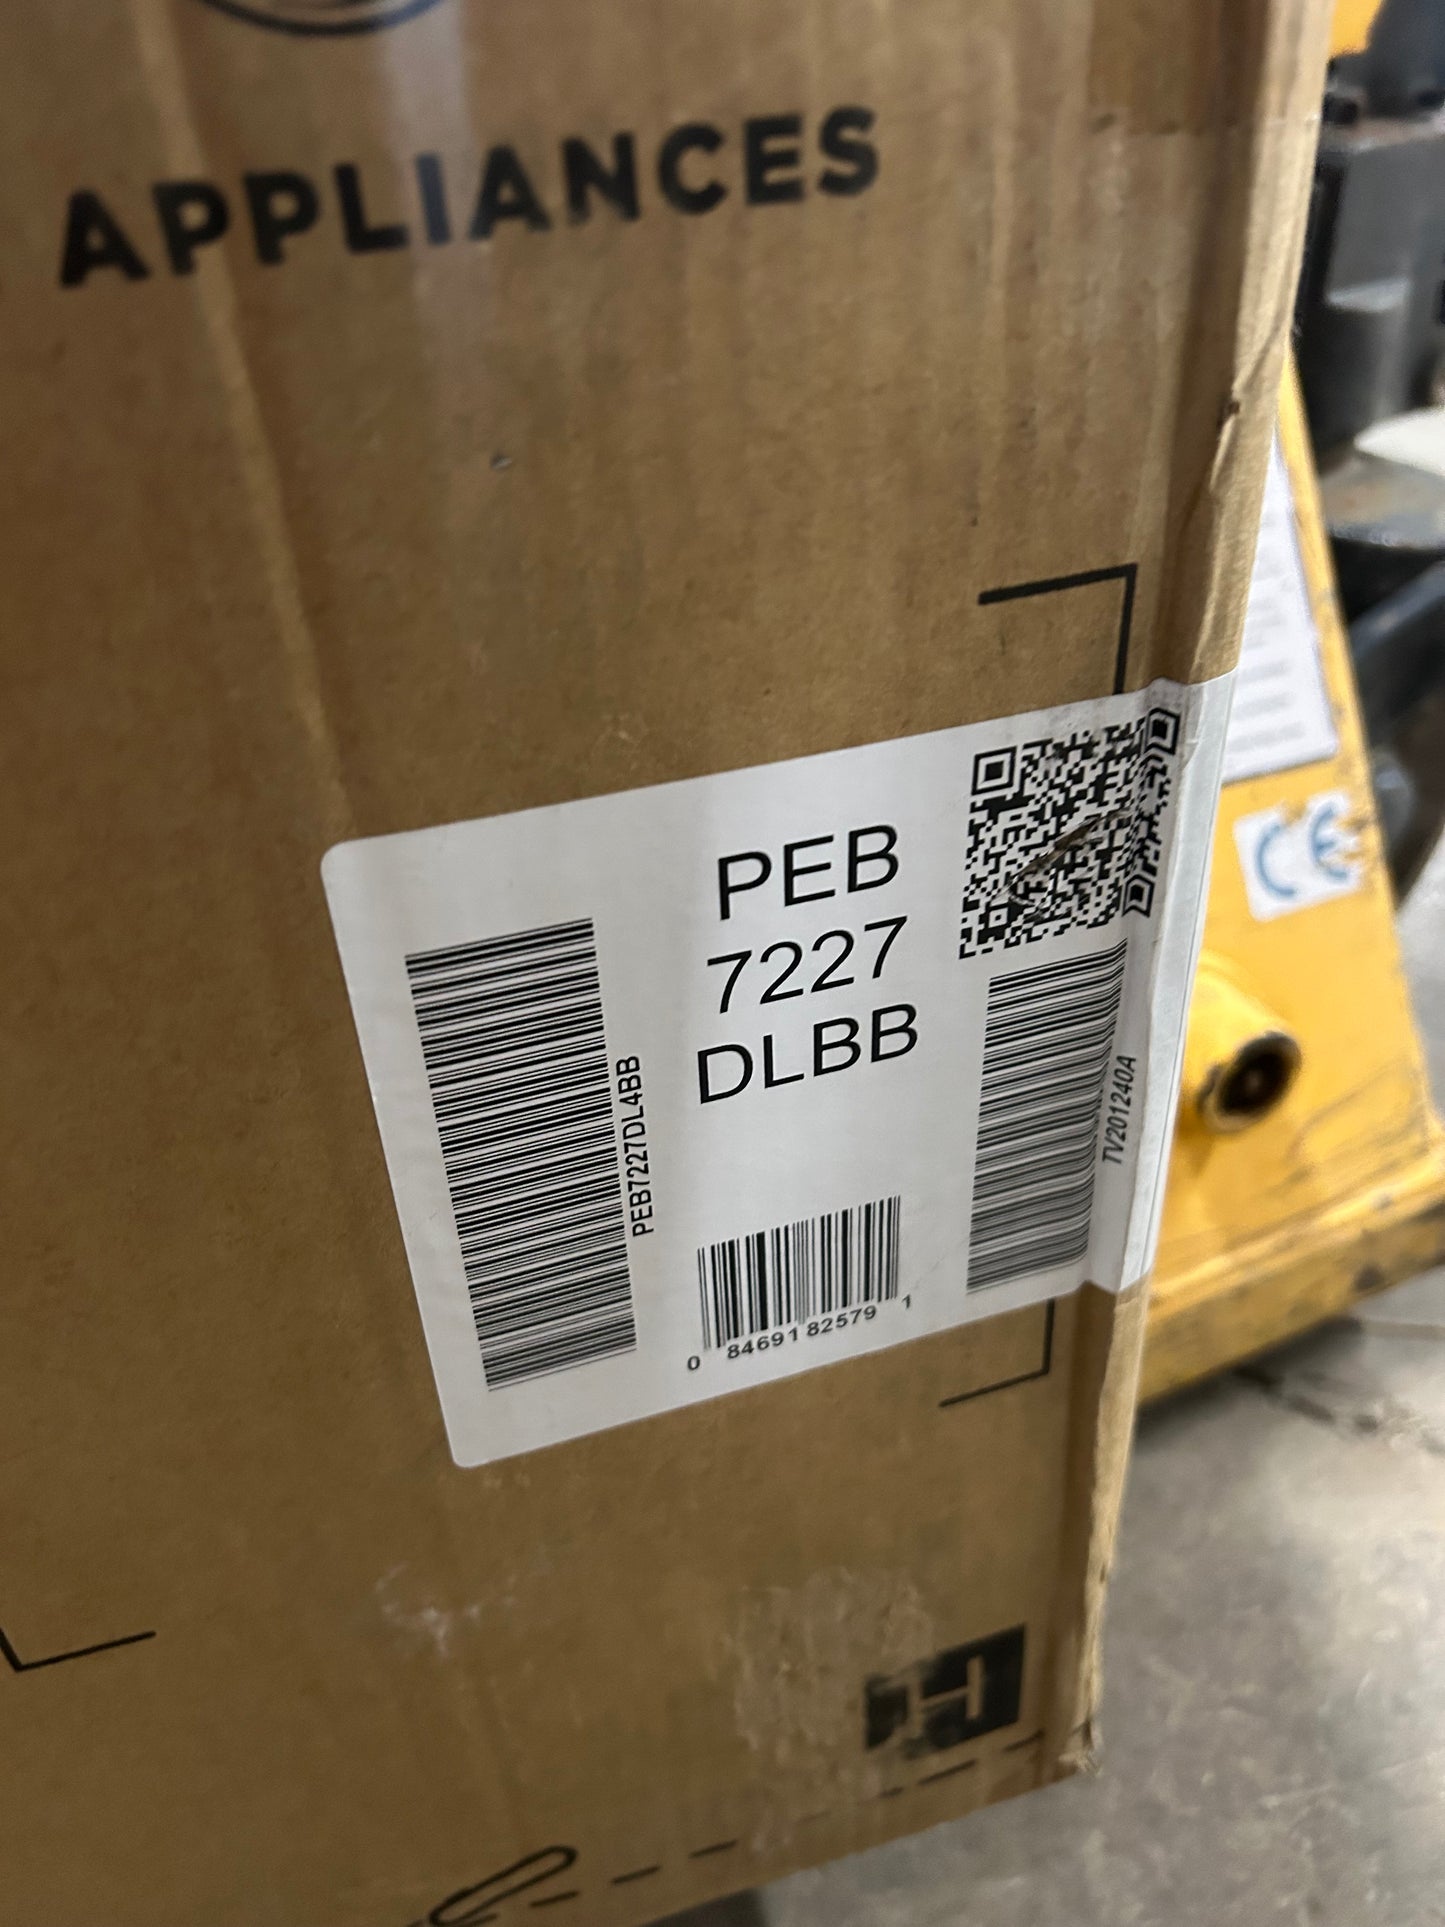 APPLIANCES
PEB
7227
DLBB
PEB7227DL4BB
TV201240A
0 84691 82579 1
CE
H